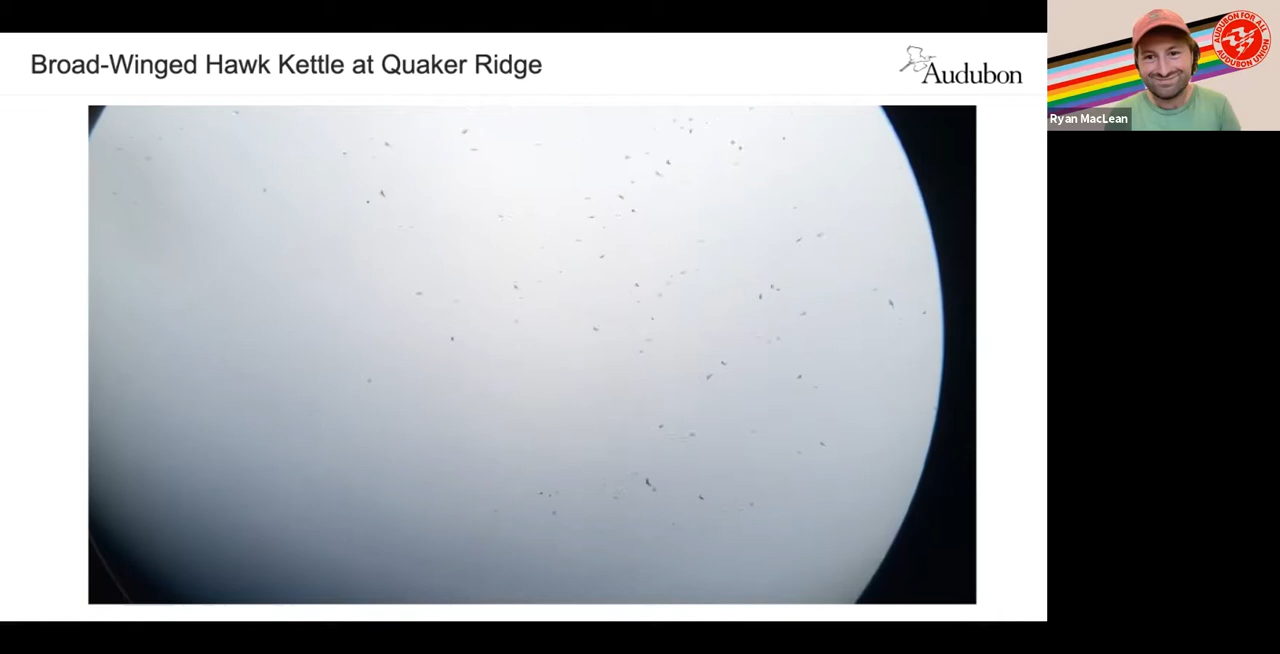 Broad-Winged Hawk Kettle at Quaker Ridge
Audubon
AUDUBON FOR ALL
AUDUBON UNION
Ryan MacLean